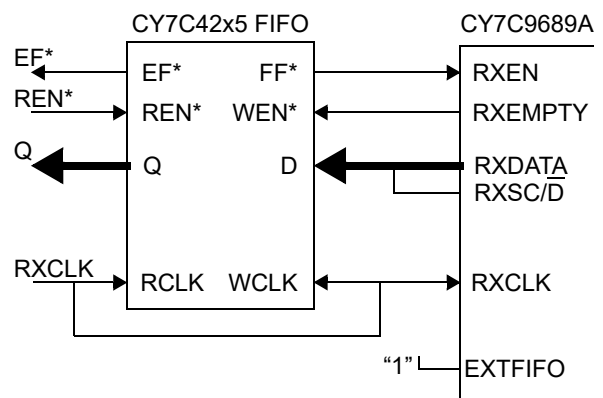 CY7C42x5 FIFO CY7C9689A
EF* EF* FF* RXEN
REN* REN* WEN* RXEMPTY
Q Q D RXDATA
RXSC/D̅
RXCLK RCLK WCLK RXCLK
“1” EXTFIFO